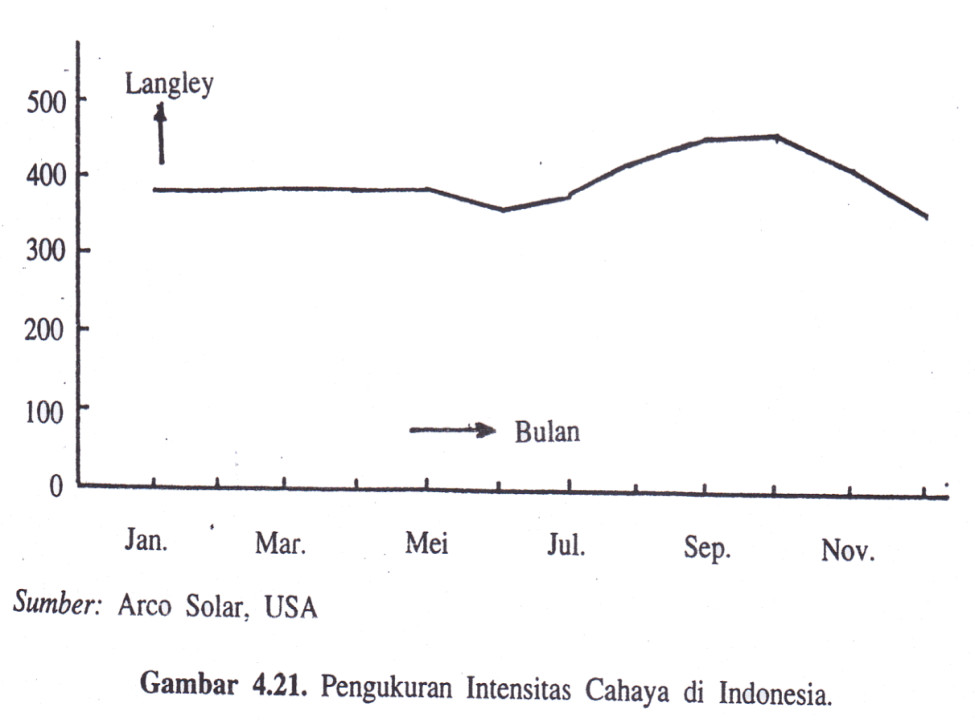 Langley
500
400
300
200
100
Bulan
0
Jan. Mar. Mei Jul. Sep. Nov.
Sumber: Arco Solar, USA
Gambar 4.21. Pengukuran Intensitas Cahaya di Indonesia.